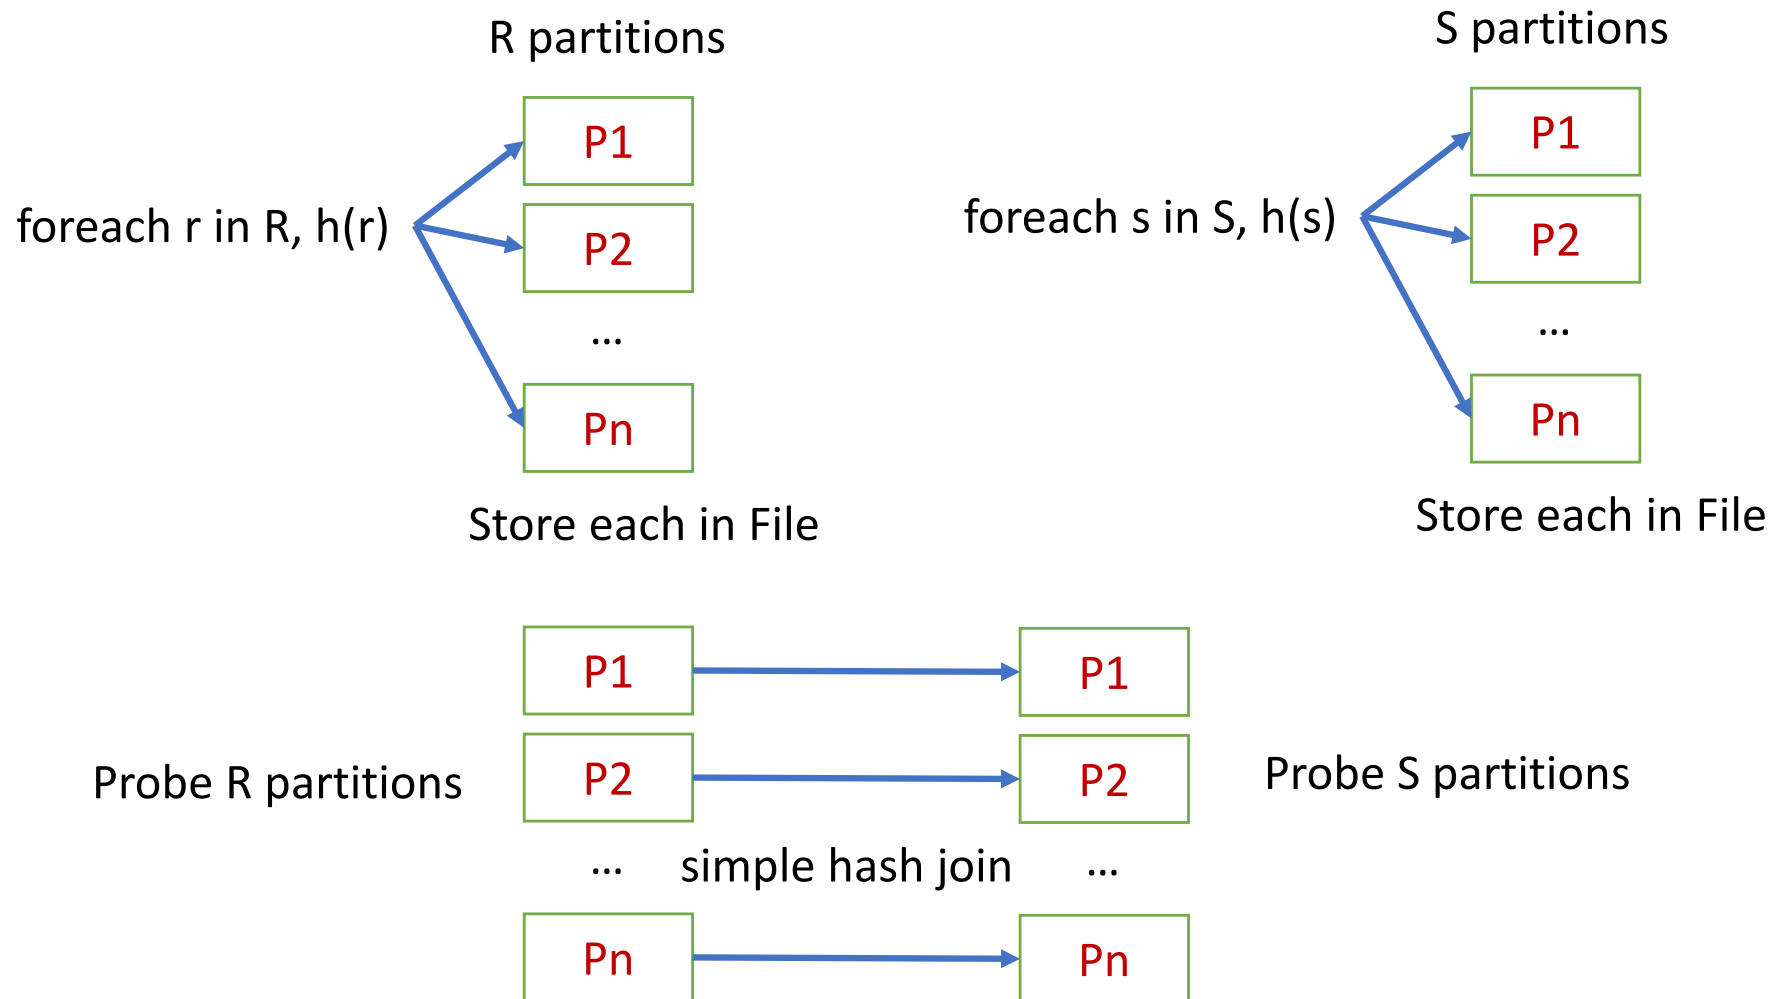 R partitions
P1
foreach r in R, h(r)
P2
...
Pn
Store each in File
S partitions
P1
foreach s in S, h(s)
P2
...
Pn
Store each in File
P1
P1
Probe R partitions
P2
P2
Probe S partitions
... simple hash join ...
Pn
Pn